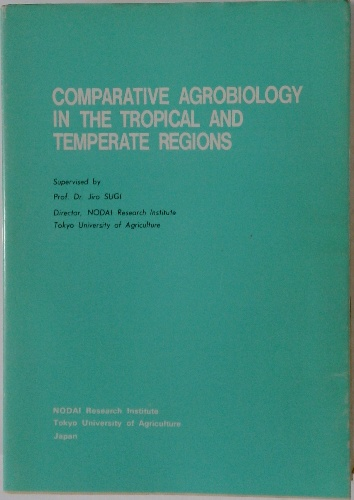 COMPARATIVE AGROBIOLOGY
IN THE TROPICAL AND
TEMPERATE REGIONS
Supervised by
Prof. Dr. Jiro SUGI
Director, NODAI Research Institute
Tokyo University of Agriculture
NODAI Research Institute
Tokyo University of Agriculture
Japan